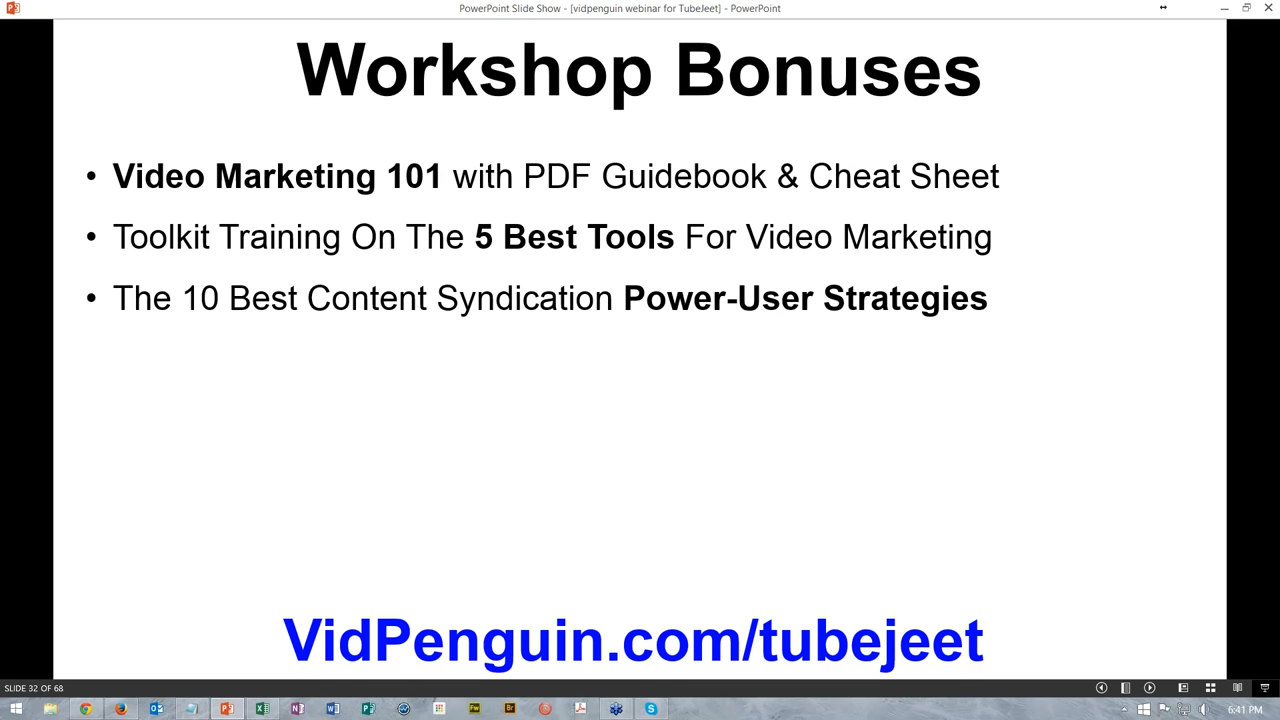 PowerPoint Slide Show - [vidpenguin webinar for TubeJeet] - PowerPoint
Workshop Bonuses
• Video Marketing 101 with PDF Guidebook & Cheat Sheet
• Toolkit Training On The 5 Best Tools For Video Marketing
• The 10 Best Content Syndication Power-User Strategies
VidPenguin.com/tubejeet
SLIDE 32 OF 68
6:41 PM